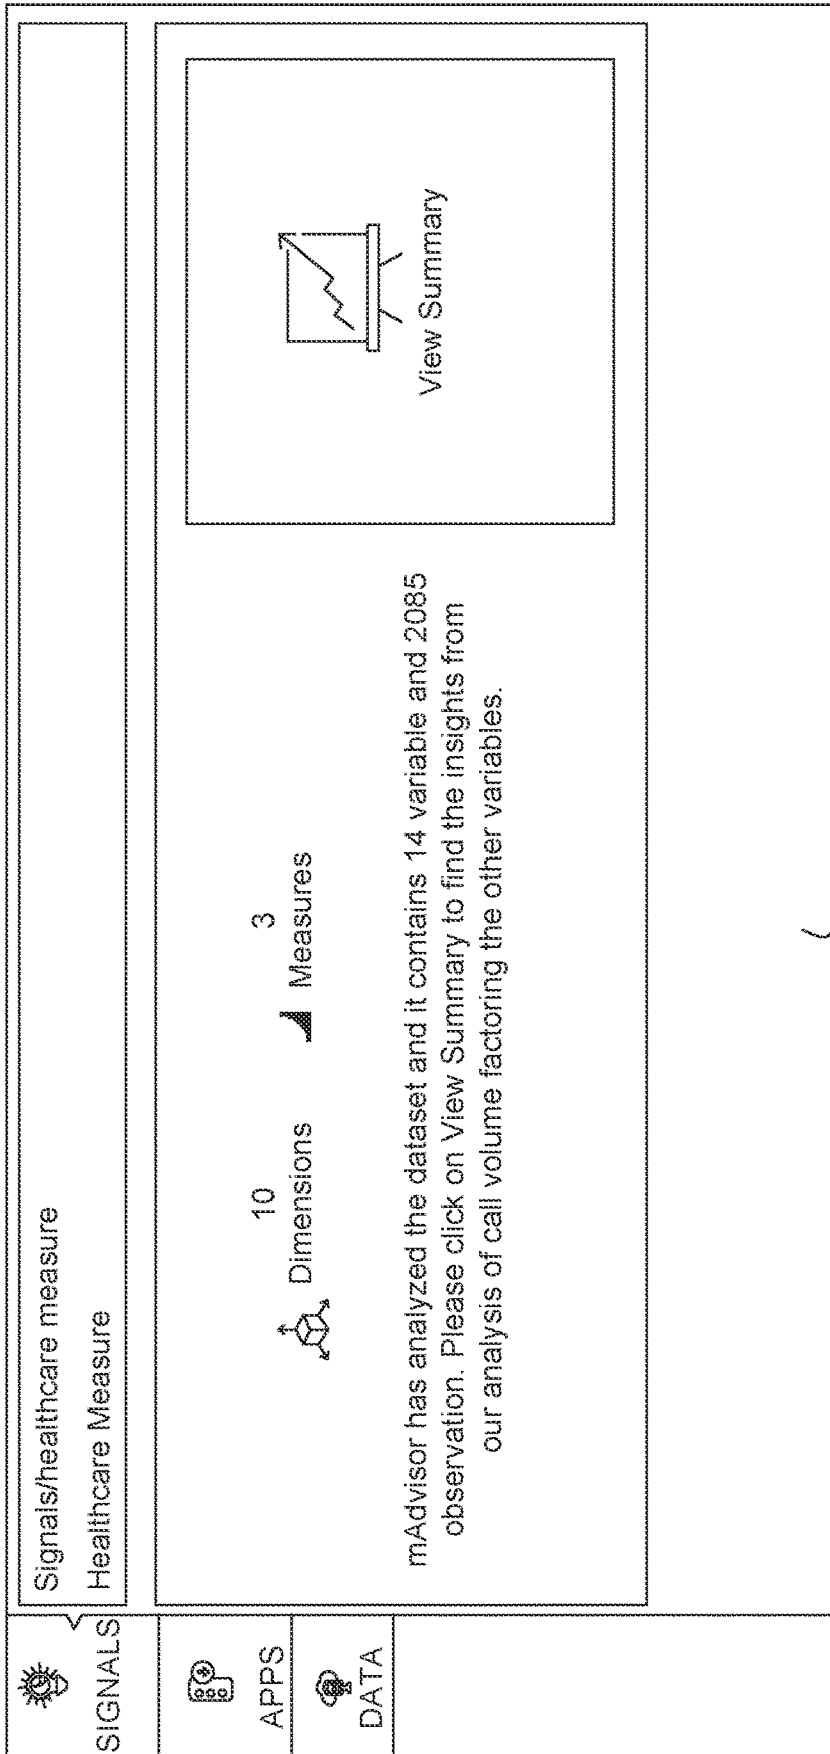 SIGNALS
APPS
DATA
Signals/healthcare measure
Healthcare Measure
10
Dimensions
3
Measures
mAdvisor has analyzed the dataset and it contains 14 variable and 2085
observation. Please click on View Summary to find the insights from
our analysis of call volume factoring the other variables.
View Summary